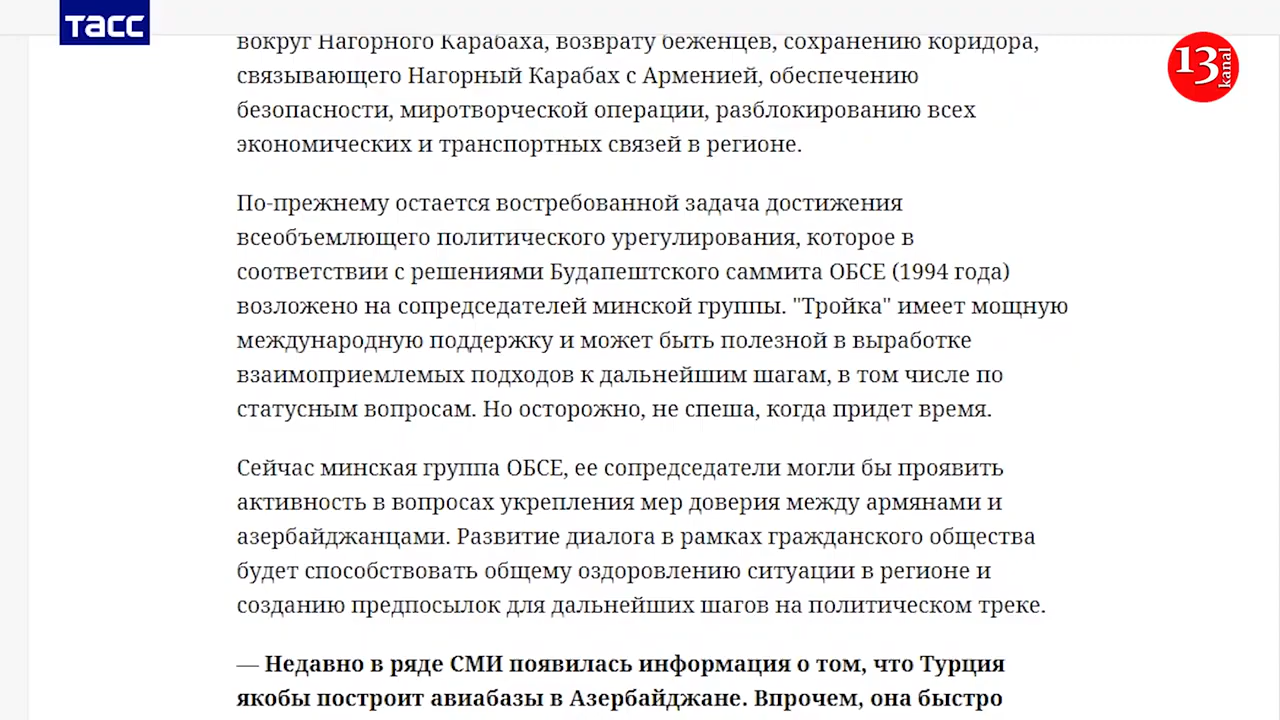 тасс
13
kanal
вокруг Нагорного Карабаха, возврату беженцев, сохранению коридора,
связывающего Нагорный Карабах с Арменией, обеспечению
безопасности, миротворческой операции, разблокированию всех
экономических и транспортных связей в регионе.
По-прежнему остается востребованной задача достижения
всеобъемлющего политического урегулирования, которое в
соответствии с решениями Будапештского саммита ОБСЕ (1994 года)
возложено на сопредседателей минской группы. "Тройка" имеет мощную
международную поддержку и может быть полезной в выработке
взаимоприемлемых подходов к дальнейшим шагам, в том числе по
статусным вопросам. Но осторожно, не спеша, когда придет время.
Сейчас минская группа ОБСЕ, ее сопредседатели могли бы проявить
активность в вопросах укрепления мер доверия между армянами и
азербайджанцами. Развитие диалога в рамках гражданского общества
будет способствовать общему оздоровлению ситуации в регионе и
созданию предпосылок для дальнейших шагов на политическом треке.
— Недавно в ряде СМИ появилась информация о том, что Турция
якобы построит авиабазы в Азербайджане. Впрочем, она быстро